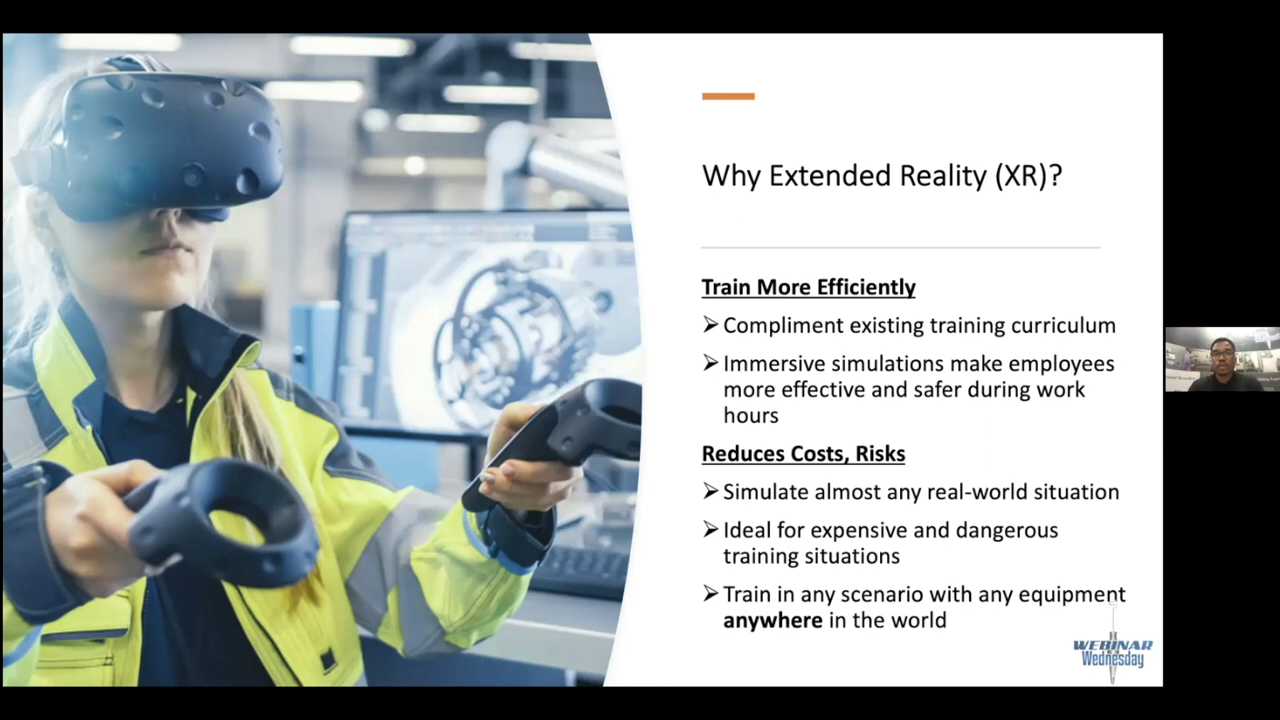 Why Extended Reality (XR)?
Train More Efficiently
➢ Compliment existing training curriculum
➢ Immersive simulations make employees
more effective and safer during work
hours
Reduces Costs, Risks
➢ Simulate almost any real-world situation
➢ Ideal for expensive and dangerous
training situations
➢ Train in any scenario with any equipment
anywhere in the world
WEBINAR
Wednesday